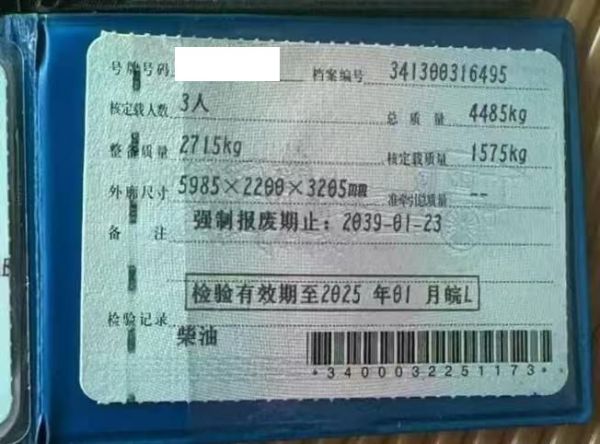 号牌号码 档案编号 341300316495
核定载人数 3人 总质量 4485kg
整备质量 2715kg 核定载质量 1575kg
外廓尺寸 5985×2200×3205mm 准牵引总质量 --
备注 强制报废期止：2039-01-23
检验有效期至2025 年01 月皖L
检验记录 柴油
*3400032251173*